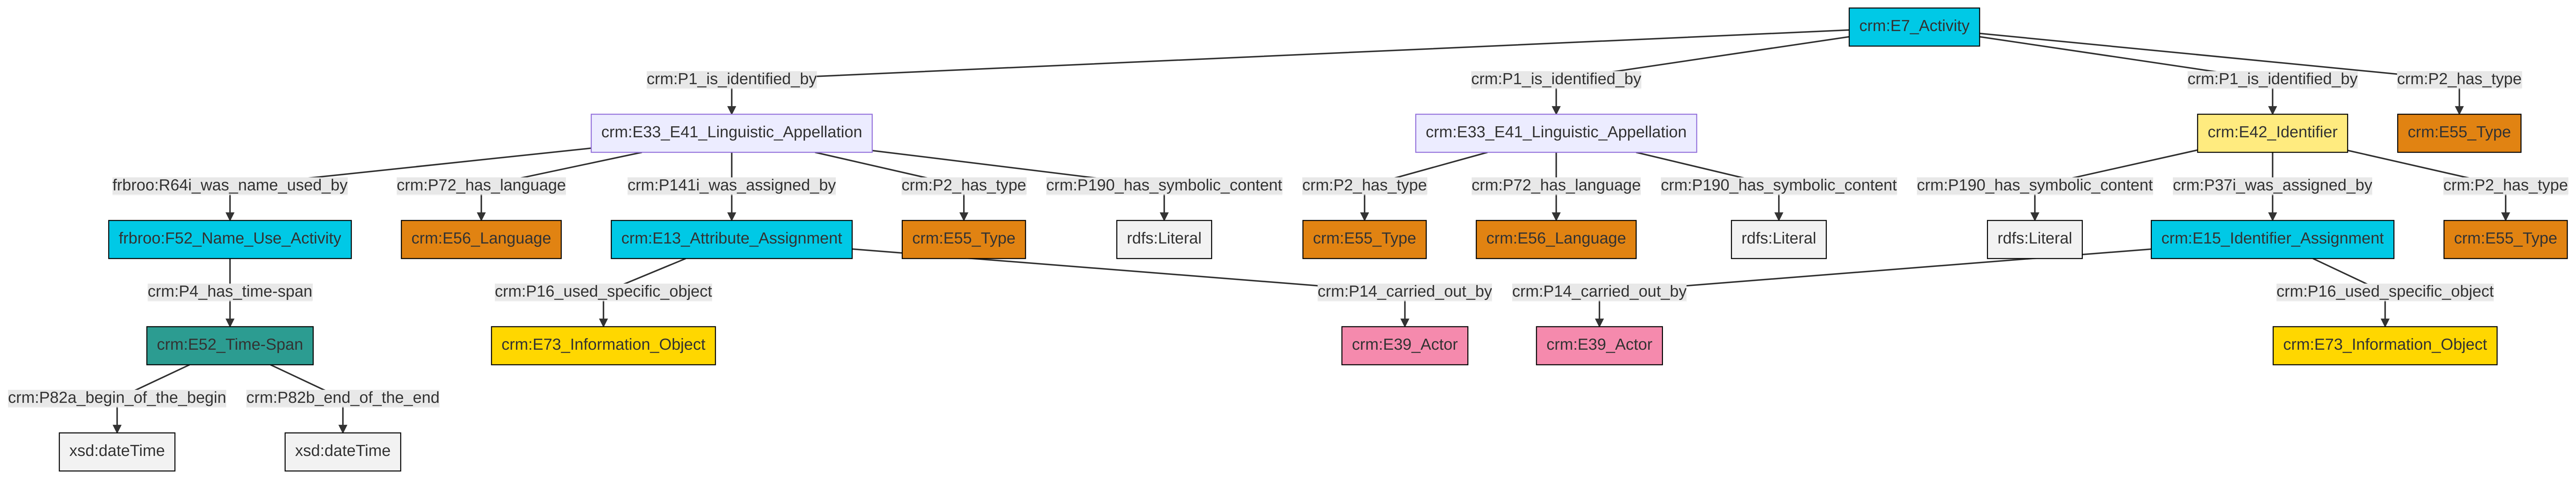 crm:E7_Activity
crm:P1_is_identified_by crm:P1_is_identified_by crm:P1_is_identified_by crm:P2_has_type
crm:E33_E41_Linguistic_Appellation crm:E33_E41_Linguistic_Appellation crm:E42_Identifier crm:E55_Type
frbroo:R64i_was_name_used_by crm:P72_has_language crm:P141i_was_assigned_by crm:P2_has_type crm:P190_has_symbolic_content crm:P2_has_type crm:P72_has_language crm:P190_has_symbolic_content crm:P190_has_symbolic_content crm:P37i_was_assigned_by crm:P2_has_type
frbroo:F52_Name_Use_Activity crm:E56_Language crm:E13_Attribute_Assignment crm:E55_Type rdfs:Literal crm:E55_Type crm:E56_Language rdfs:Literal rdfs:Literal crm:E15_Identifier_Assignment crm:E55_Type
crm:P4_has_time-span crm:P16_used_specific_object crm:P14_carried_out_by crm:P14_carried_out_by crm:P16_used_specific_object
crm:E52_Time-Span crm:E73_Information_Object crm:E39_Actor crm:E39_Actor crm:E73_Information_Object
crm:P82a_begin_of_the_begin crm:P82b_end_of_the_end
xsd:dateTime xsd:dateTime